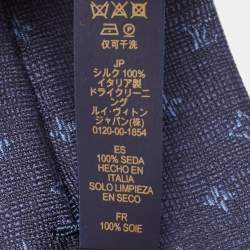 仅可干洗
JP
シルク 100%
イタリア製
ドライクリーニ
ング
ルイ・ヴィトン
ジャパン(株)
0120-00-1854
ES
100% SEDA
HECHO EN
ITALIA
SOLO LIMPIEZA
EN SECO
FR
100% SOIE